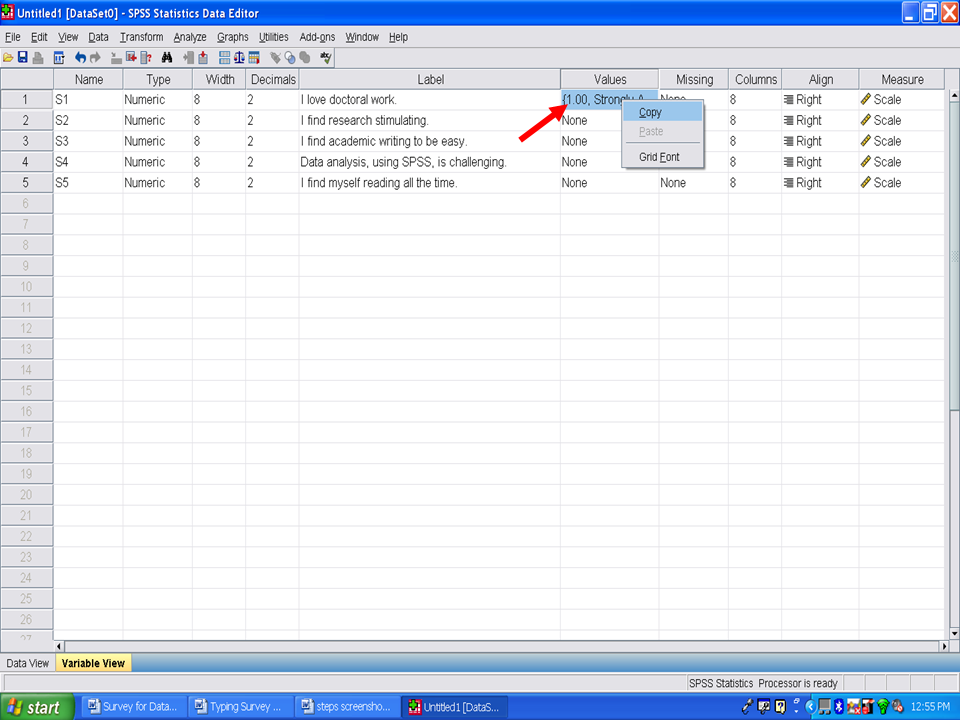 Untitled1 [DataSet0] - SPSS Statistics Data Editor
File Edit View Data Transform Analyze Graphs Utilities Add-ons Window Help
Name Type Width Decimals Label Values Missing Columns Align Measure
1 S1 Numeric 8 2 I love doctoral work. {1.00, Strongly A... None 8 Right Scale
Copy
2 S2 Numeric 8 2 I find research stimulating. None 8 Right Scale
Paste
3 S3 Numeric 8 2 I find academic writing to be easy. None 8 Right Scale
4 S4 Numeric 8 2 Data analysis, using SPSS, is challenging. None 8 Right Scale
Grid Font
5 S5 Numeric 8 2 I find myself reading all the time. None None 8 Right Scale
6
7
8
9
10
11
12
13
14
15
16
17
18
19
20
21
22
23
24
25
26
27
Data View Variable View
SPSS Statistics Processor is ready
start Survey for Data... Typing Survey ... steps screensho... Untitled1 [DataS... 12:55 PM